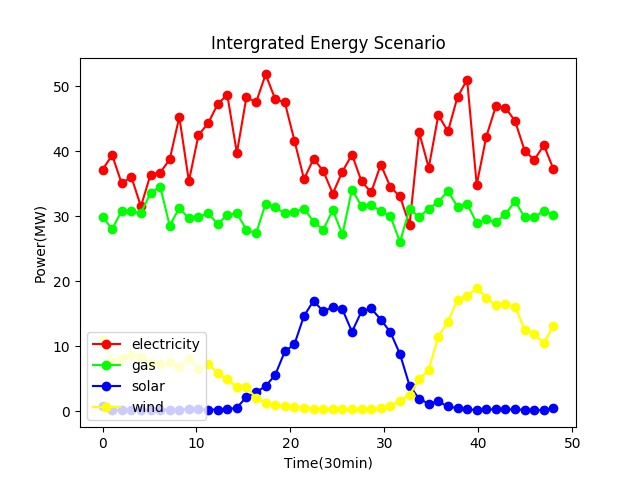 Intergrated Energy Scenario
Power(MW)
50
40
30
20
10
0
electricity
gas
solar
wind
0 10 20 30 40 50
Time(30min)